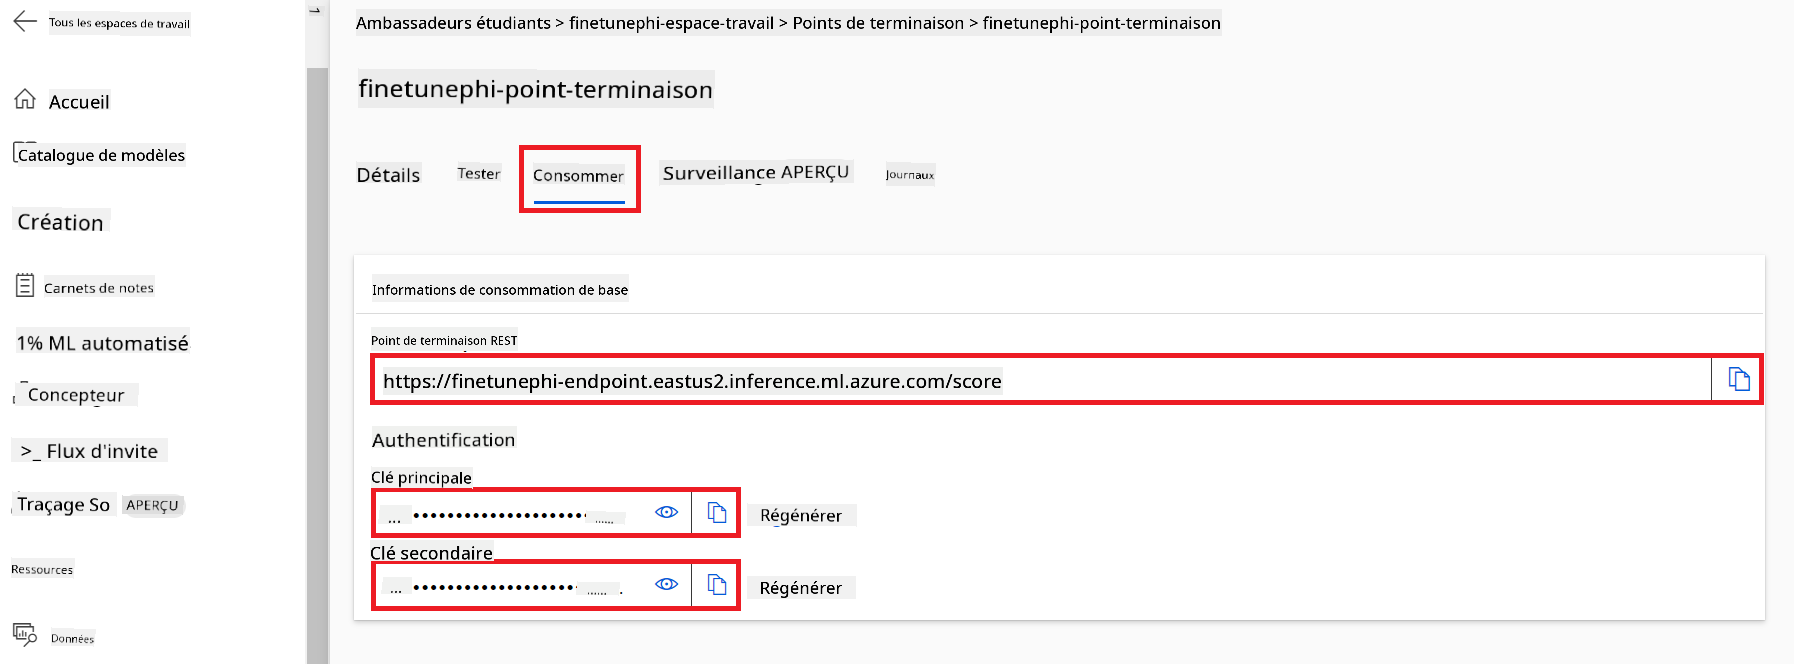 Tous les espaces de travail
Accueil
Catalogue de modèles
Création
Carnets de notes
1% ML automatisé
Concepteur
>_ Flux d'invite
Traçage So APERÇU
Ressources
Données
Ambassadeurs étudiants > finetunephi-espace-travail > Points de terminaison > finetunephi-point-terminaison
finetunephi-point-terminaison
Détails Tester Consommer Surveillance APERÇU Journaux
Informations de consommation de base
Point de terminaison REST
https://finetunephi-endpoint.eastus2.inference.ml.azure.com/score
Authentification
Clé principale
Régénérer
Clé secondaire
Régénérer